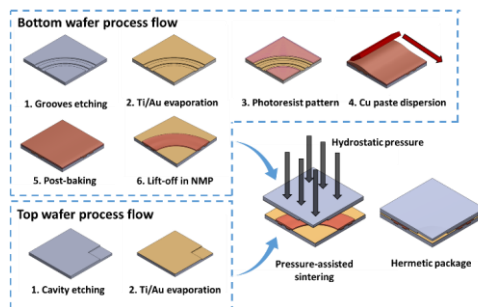 Bottom wafer process flow
1. Grooves etching
2. Ti/Au evaporation
3. Photoresist pattern
4. Cu paste dispersion
5. Post-baking
6. Lift-off in NMP
Hydrostatic pressure
Top wafer process flow
1. Cavity etching
2. Ti/Au evaporation
Pressure-assisted
sintering
Hermetic package